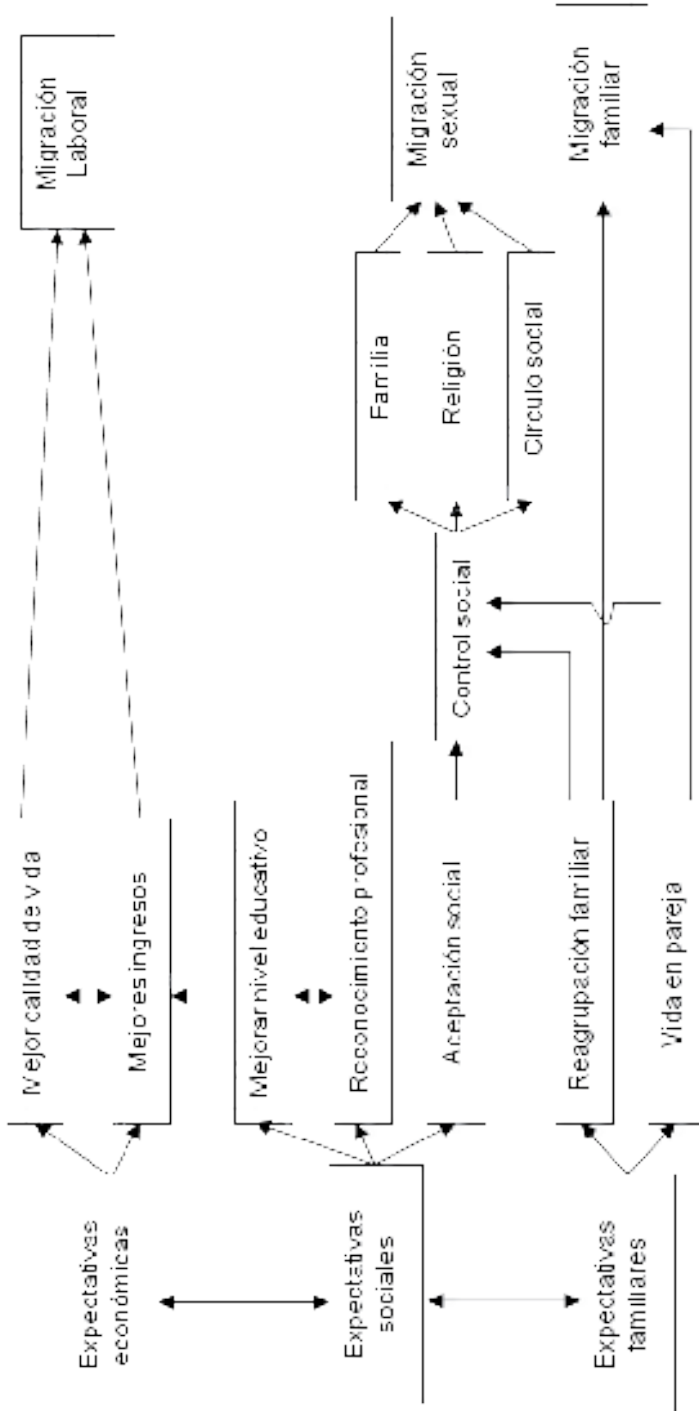 Expectativas
económicas
Expectativas
sociales
Expectativas
familiares
Mejor calidad de vida
Mejores ingresos
Mejorar nivel educativo
Reconocimiento profesional
Aceptación social
Reagrupación familiar
Vida en pareja
Control social
Familia
Religión
Círculo social
Migración
Laboral
Migración
sexual
Migración
familiar